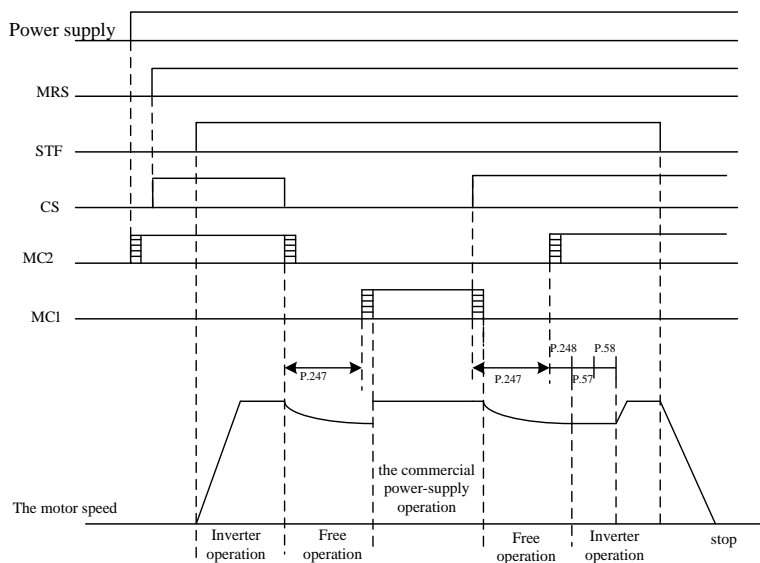 Power supply
MRS
STF
CS
MC2
MC1
P.248 P.58
P.247 P.247 P.57
the commercial
power-supply
operation
The motor speed
Inverter
operation
Free
operation
Free
operation
Inverter
operation
stop